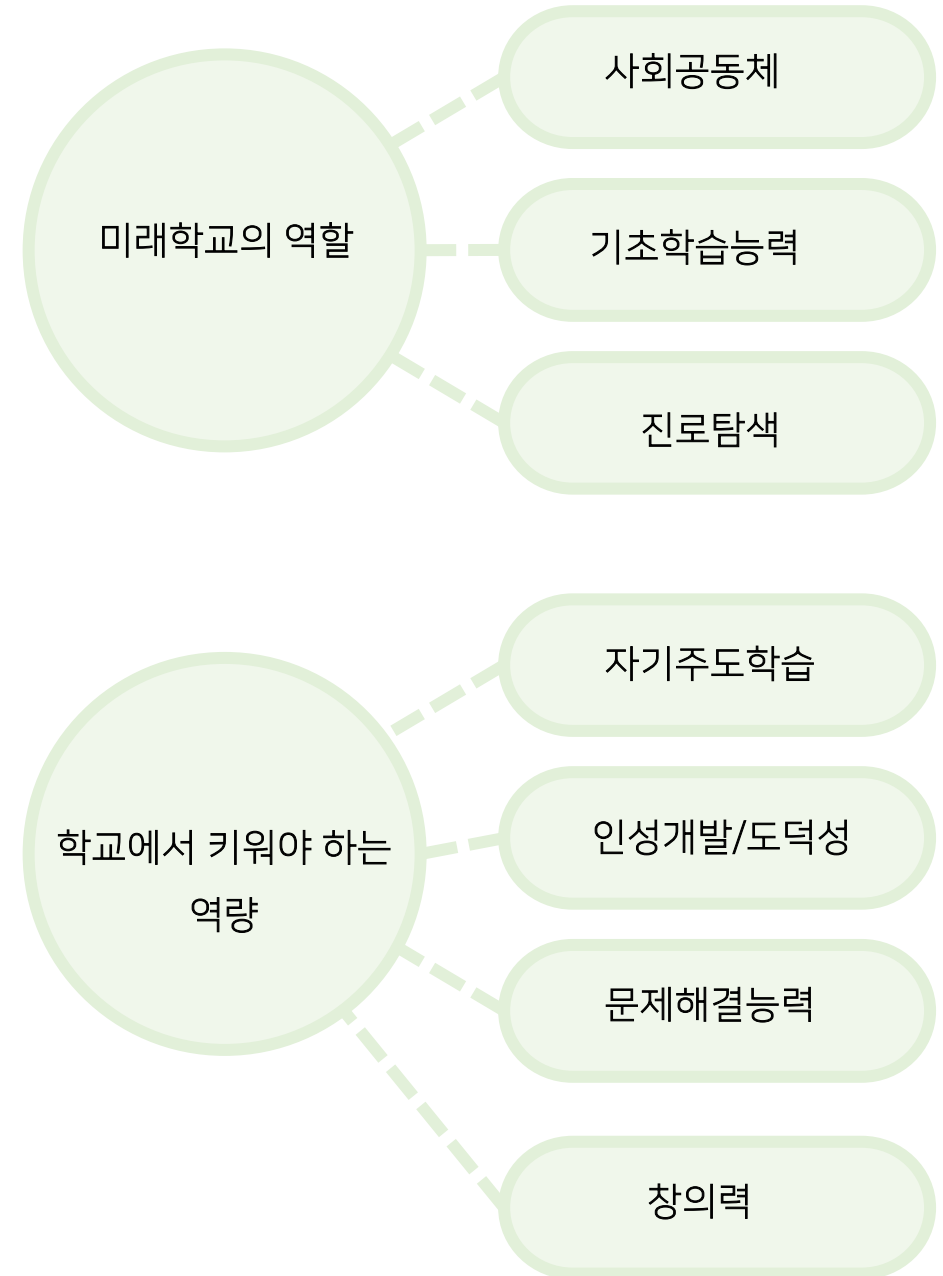 미래학교의 역할
사회공동체
기초학습능력
진로탐색
학교에서 키워야 하는
역량
자기주도학습
인성개발/도덕성
문제해결능력
창의력